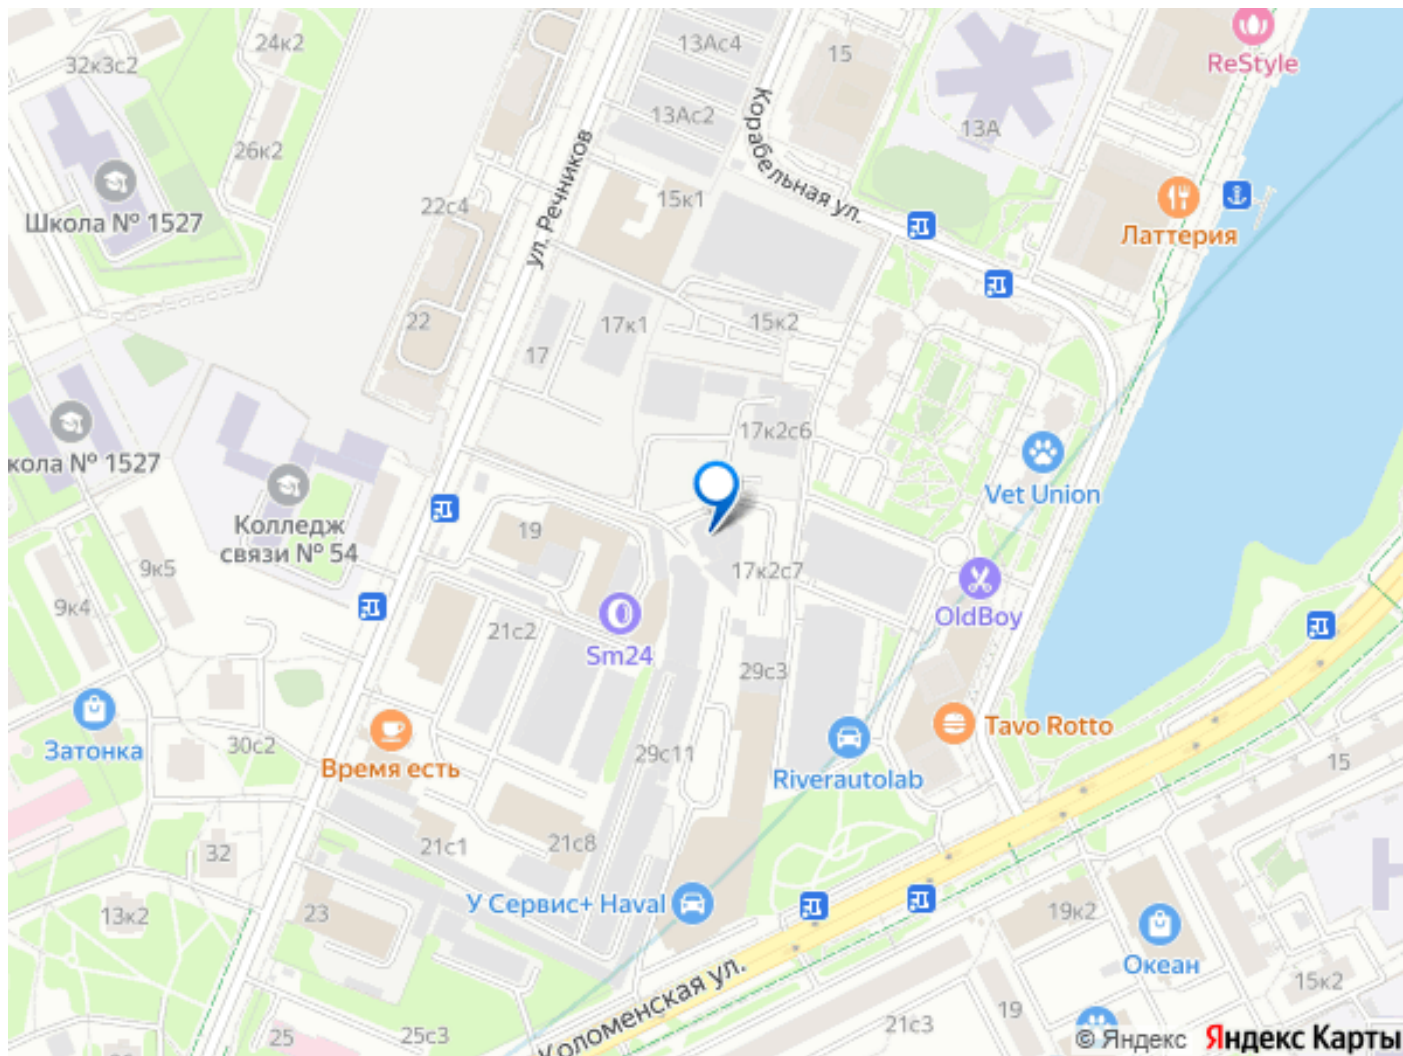 ReStyle
24к2
13Ас4
15
32к3с2
13Ас2
13А
26к2
Корабельная ул.
ул. Речников
15к1
22с4
Школа № 1527
Латтерия
22
17к1
15к2
17
17к2с6
кола № 1527
Vet Union
Колледж
связи № 54
19
9к5
17к2с7
9к4
OldBoy
21с2
Sm24
29с3
Tavo Rotto
Затонка
30с2
Время есть
29с11
Riverautolab
15
21с1
21с8
32
У Сервис+ Haval
13к2
23
19к2
Океан
Коломенская ул.
15к2
25
25с3
21с3
19
© Яндекс Яндекс Карты